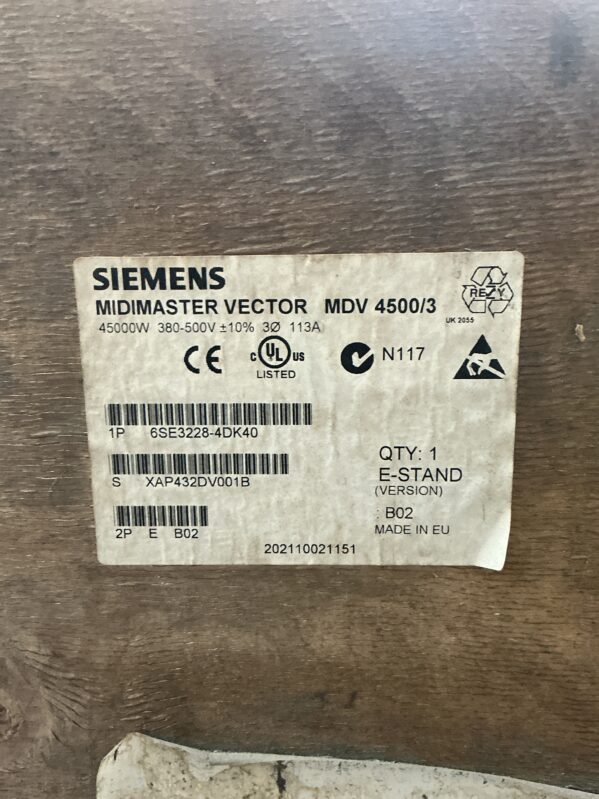 SIEMENS
MIDIMASTER VECTOR MDV 4500/3
45000W 380-500V ±10% 3Ø 113A
REZY
UK 2055
CE
c UL US
LISTED
N117
1P 6SE3228-4DK40
S XAP432DV001B
2P E B02
QTY: 1
E-STAND
(VERSION)
: B02
MADE IN EU
202110021151